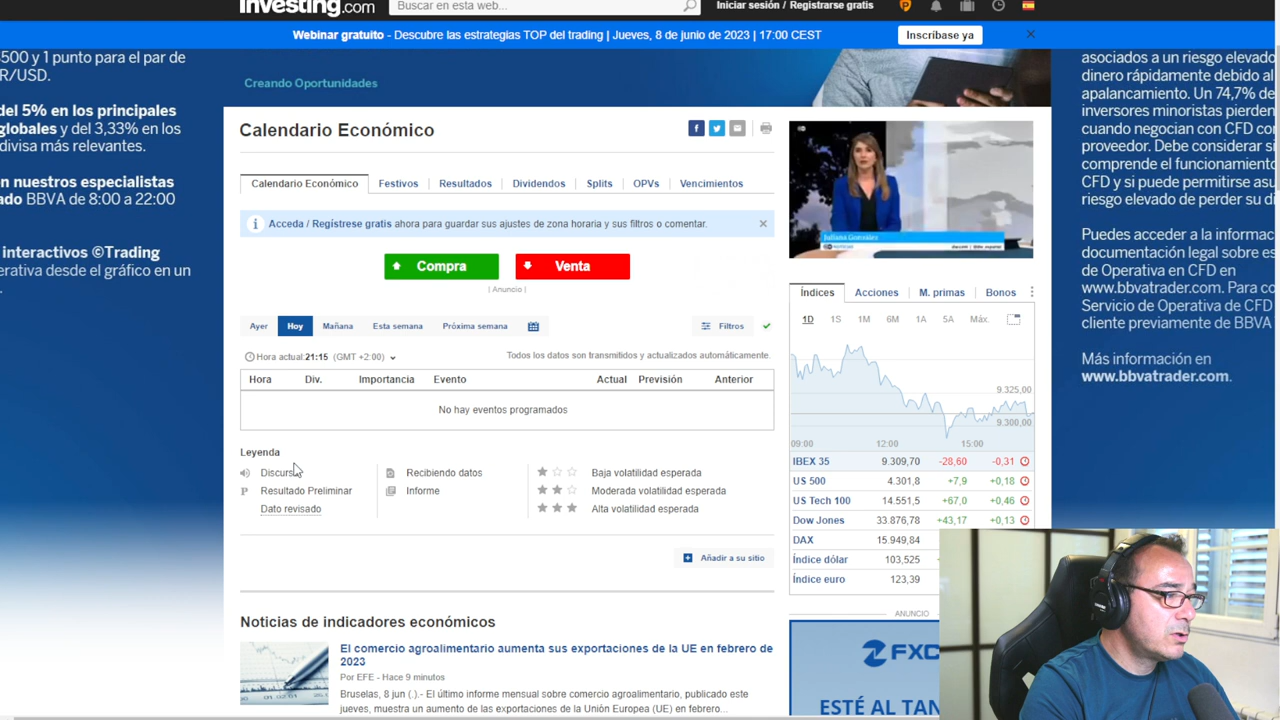 Investing.com
Buscar en esta web...
Iniciar sesión / Registrarse gratis
Webinar gratuito - Descubre las estrategias TOP del trading | Jueves, 8 de junio de 2023 | 17:00 CEST
Inscríbase ya
500 y 1 punto para el par de
R/USD.
del 5% en los principales
globales y del 3,33% en los
divisa más relevantes.
n nuestros especialistas
ado BBVA de 8:00 a 22:00
interactivos ©Trading
erativa desde el gráfico en un
Creando Oportunidades
Calendario Económico
Calendario Económico
Festivos
Resultados
Dividendos
Splits
OPVs
Vencimientos
Acceda / Regístrese gratis ahora para guardar sus ajustes de zona horaria y sus filtros o comentar.
Compra
Venta
| Anuncio |
Ayer
Hoy
Mañana
Esta semana
Próxima semana
Filtros
Hora actual:21:15 (GMT +2:00)
Todos los datos son transmitidos y actualizados automáticamente.
Hora Div. Importancia Evento Actual Previsión Anterior
No hay eventos programados
Leyenda
Discurso
Recibiendo datos
Baja volatilidad esperada
P Resultado Preliminar
Informe
Moderada volatilidad esperada
Dato revisado
Alta volatilidad esperada
Añadir a su sitio
Noticias de indicadores económicos
El comercio agroalimentario aumenta sus exportaciones de la UE en febrero de
2023
Por EFE - Hace 9 minutos
Bruselas, 8 jun (.).- El último informe mensual sobre comercio agroalimentario, publicado este
jueves, muestra un aumento de las exportaciones de la Unión Europea (UE) en febrero...
Juliana González
Índices
Acciones
M. primas
Bonos
1D 1S 1M 6M 1A 5A Máx.
9.325,00
9.300,00
09:00 12:00 15:00
IBEX 35 9.309,70 -28,60 -0,31
US 500 4.301,8 +7,9 +0,18
US Tech 100 14.551,5 +67,0 +0,46
Dow Jones 33.876,78 +43,17 +0,13
DAX 15.949,84
Índice dólar 103,525
Índice euro 123,39
ANUNCIO
FXC
ESTÉ AL TAN
asociados a un riesgo elevado
dinero rápidamente debido al
apalancamiento. Un 74,7% de
inversores minoristas pierden
cuando negocian con CFD con
proveedor. Debe considerar si
comprende el funcionamiento
CFD y si puede permitirse asu
riesgo elevado de perder su di
Puedes acceder a la informa
documentación legal sobre es
de Operativa en CFD en
www.bbvatrader.com. Para co
Servicio de Operativa de CFD
cliente previamente de BBVA
Más información en
www.bbvatrader.com.